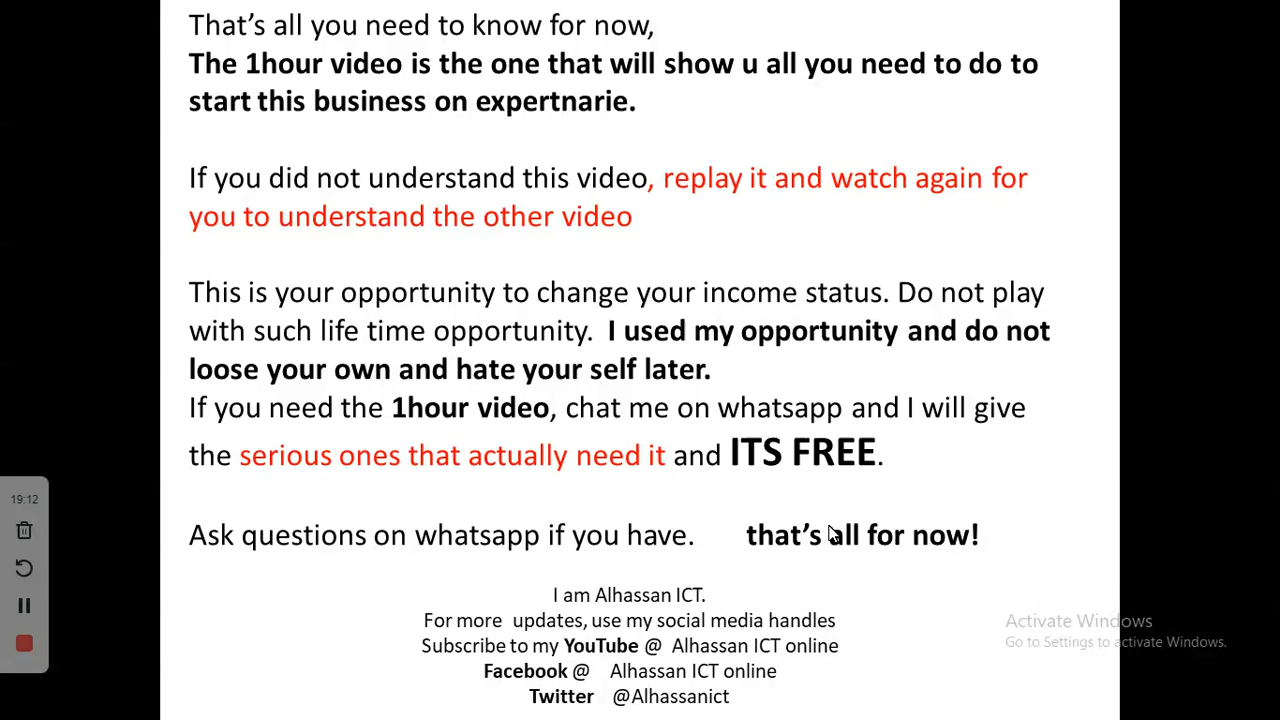 That's all you need to know for now,
The 1hour video is the one that will show u all you need to do to
start this business on expertnarie.
If you did not understand this video, replay it and watch again for
you to understand the other video
This is your opportunity to change your income status. Do not play
with such life time opportunity. I used my opportunity and do not
loose your own and hate your self later.
If you need the 1hour video, chat me on whatsapp and I will give
the serious ones that actually need it and ITS FREE.
Ask questions on whatsapp if you have. that's all for now!
I am Alhassan ICT.
For more updates, use my social media handles
Subscribe to my YouTube @ Alhassan ICT online
Facebook @ Alhassan ICT online
Twitter @Alhassanict
19:12
Activate Windows
Go to Settings to activate Windows.